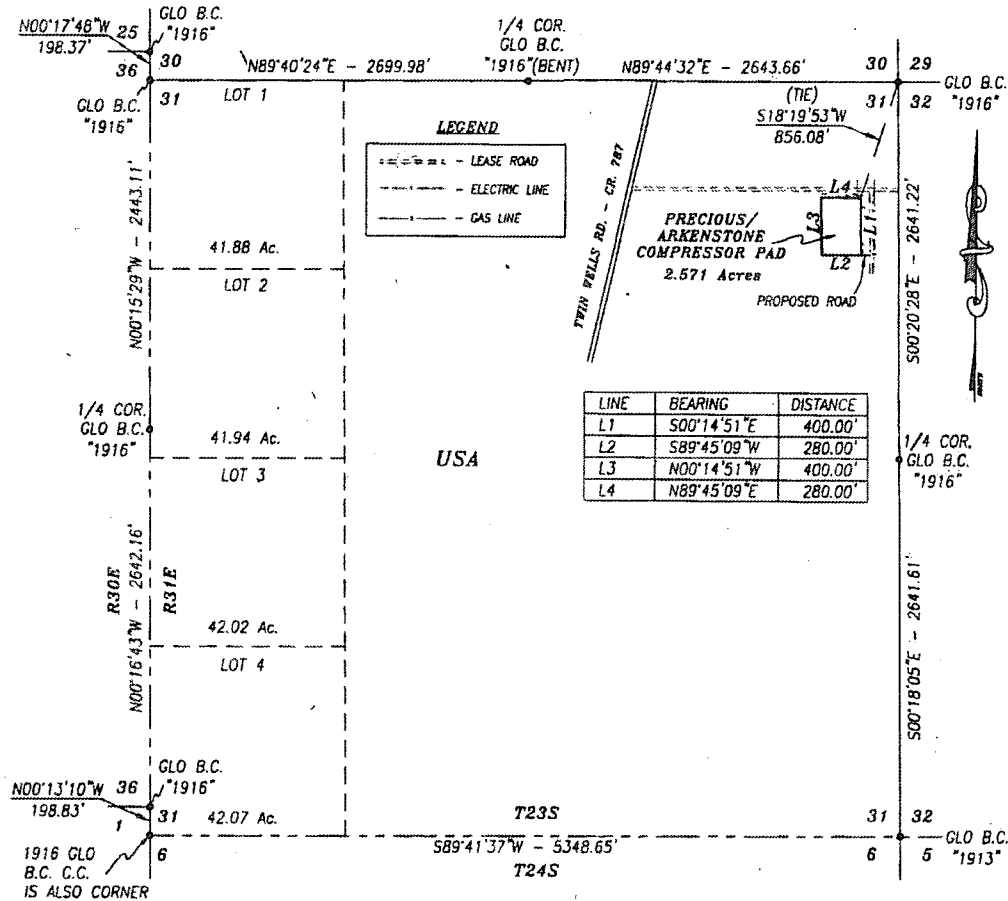 N00°17'48"W
198.37'
25
GLO B.C.
"1916"
36
30
31
GLO B.C.
"1916"
N89°40'24"E - 2699.98'
1/4 COR.
GLO B.C.
"1916"(BENT)
N89°44'32"E - 2643.66'
30
29
31
32
GLO B.C.
"1916"
(TIE)
S18°19'53"W
856.08'
LOT 1
LEGEND
- LEASE ROAD
- ELECTRIC LINE
- GAS LINE
TWIN WELLS RD. - CR. 787
L4
L3
L1
L2
PRECIOUS/
ARKENSTONE
COMPRESSOR PAD
2.571 Acres
PROPOSED ROAD
N00°15'29"W - 2443.11'
S00°20'28"E - 2641.22'
41.88 Ac.
LOT 2
1/4 COR.
GLO B.C.
"1916"
41.94 Ac.
LOT 3
USA
LINE BEARING DISTANCE
L1 S00°14'51"E 400.00'
L2 S89°45'09"W 280.00'
L3 N00°14'51"W 400.00'
L4 N89°45'09"E 280.00'
1/4 COR.
GLO B.C.
"1916"
R30E
R31E
N00°16'43"W - 2642.16'
S00°18'05"E - 2641.61'
42.02 Ac.
LOT 4
N00°13'10"W
198.83'
36
GLO B.C.
"1916"
1
31
6
42.07 Ac.
T23S
S89°41'37"W - 5348.65'
T24S
31
32
6
5
GLO B.C.
"1913"
1916 GLO
B.C. C.C.
IS ALSO CORNER